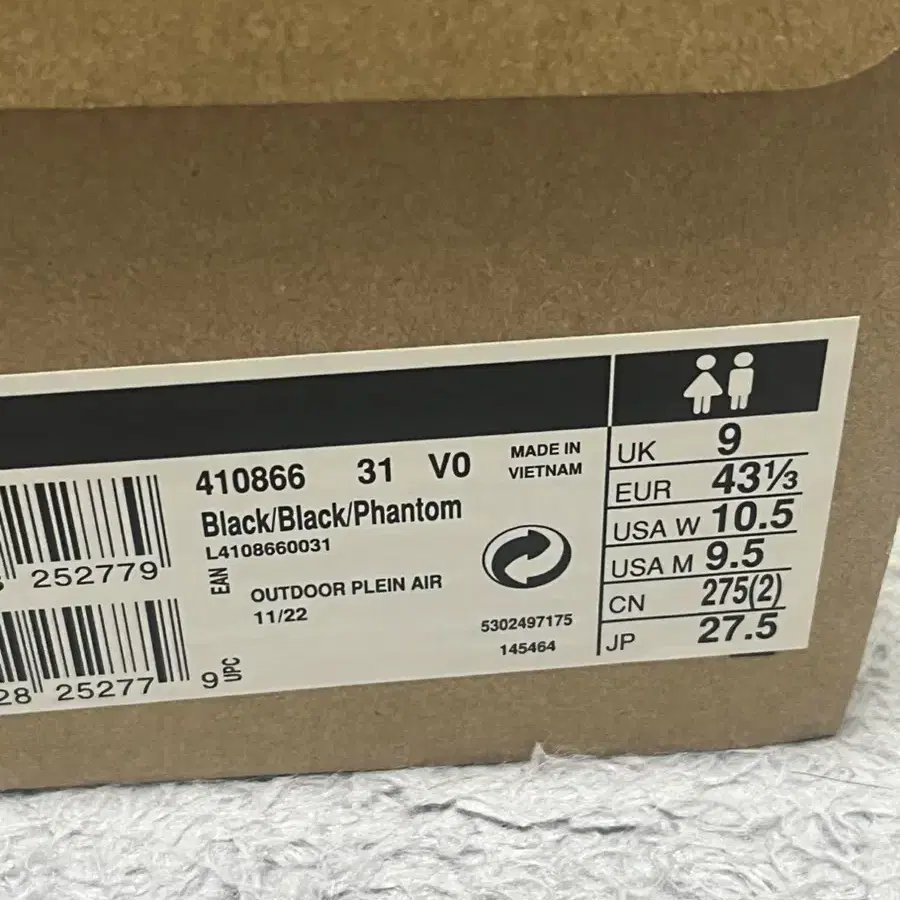 410866 31 V0
MADE IN
VIETNAM
Black/Black/Phantom
L4108660031
EAN
252779
OUTDOOR PLEIN AIR
11/22
5302497175
145464
28 25277 9
UPC
UK 9
EUR 43⅓
USA W 10.5
USA M 9.5
CN 275(2)
JP 27.5